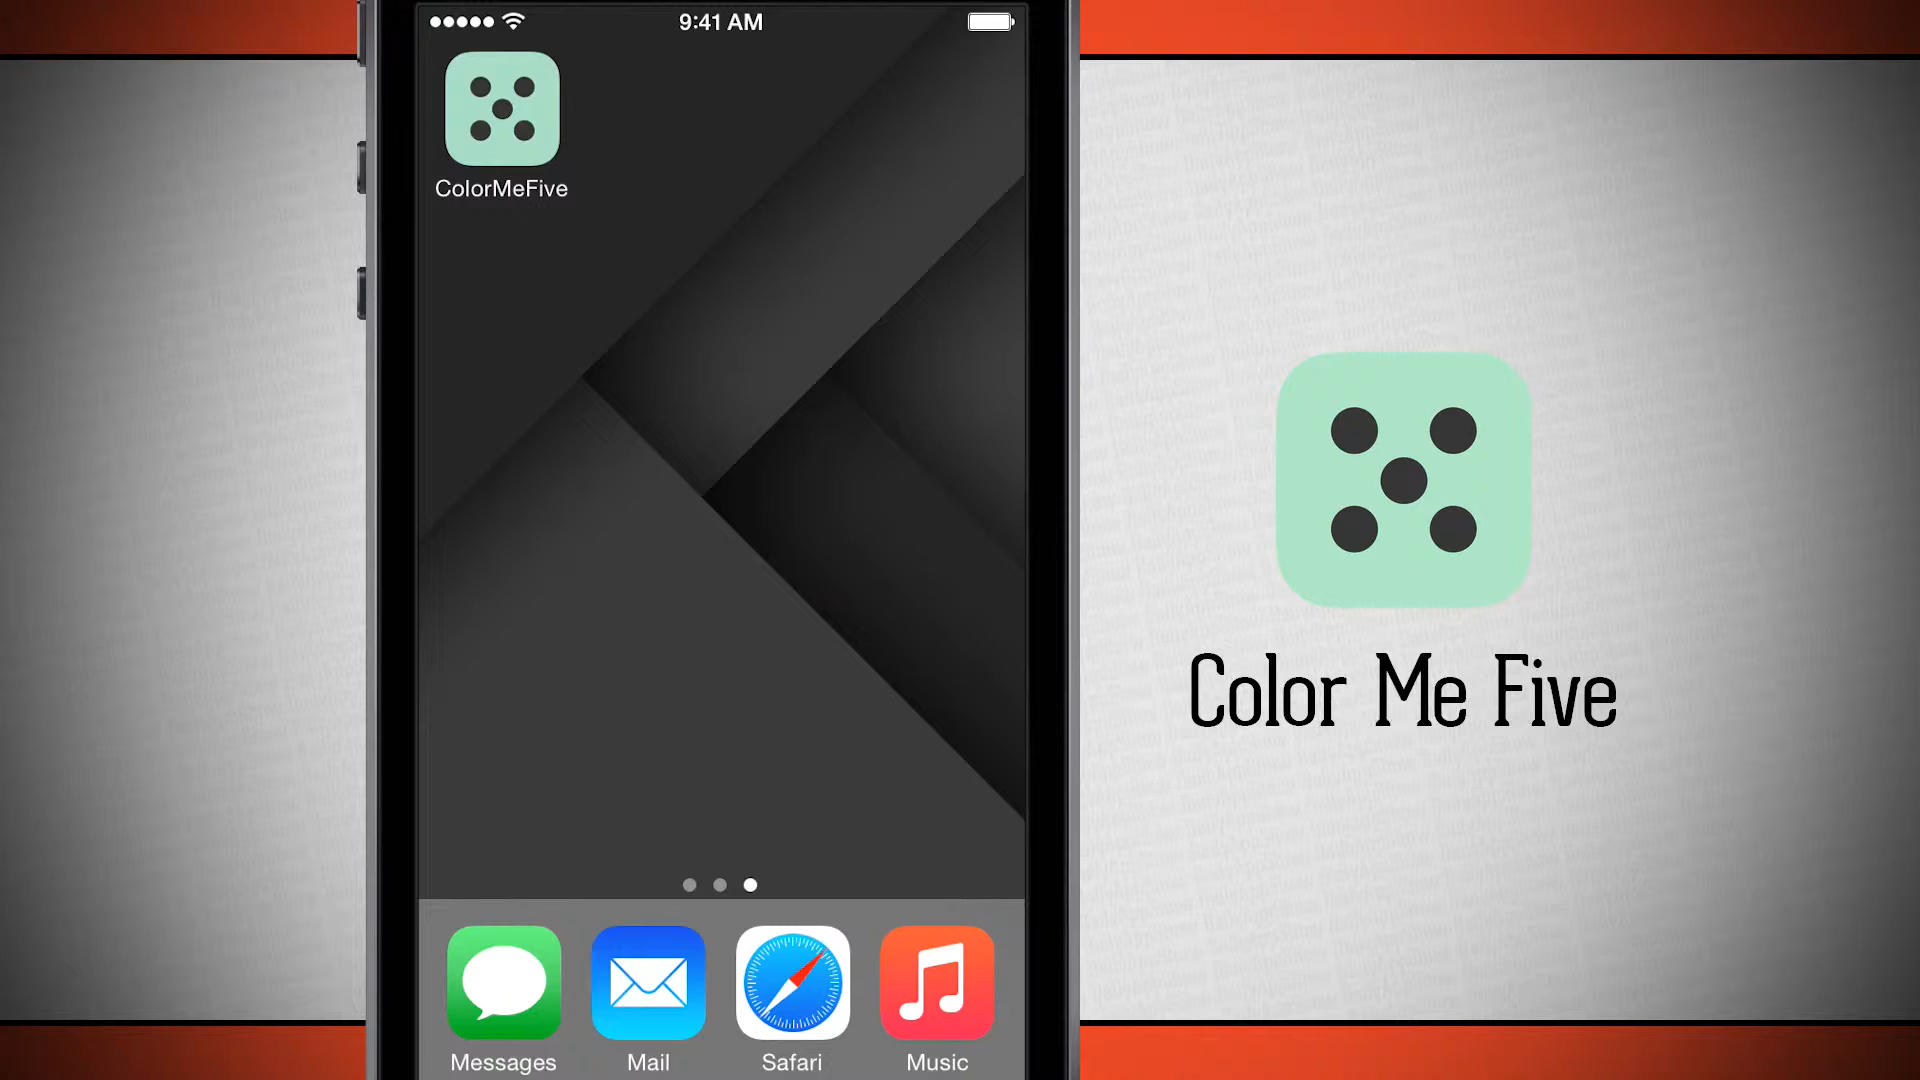 9:41 AM
ColorMeFive
Color Me Five
Messages
Mail
Safari
Music